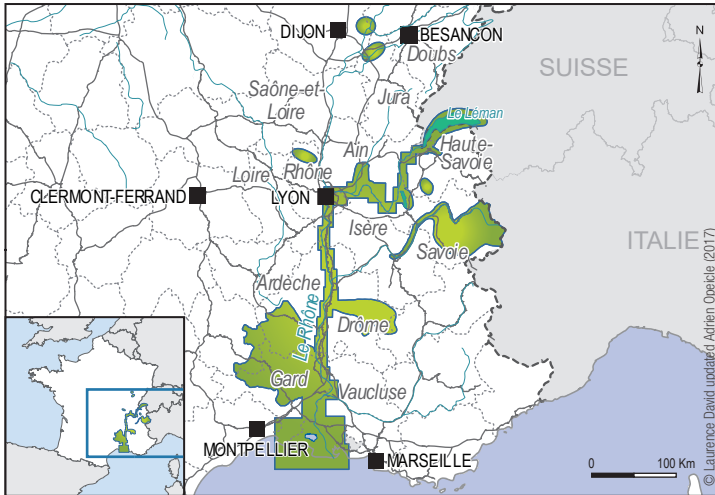 DIJON
BESANÇON
Doubs
N
SUISSE
Saône-et-
Loire
Jura
Le Léman
Ain
Haute-
Savoie
Rhône
Loire
CLERMONT-FERRAND
LYON
Isère
Savoie
ITALIE
Ardèche
Le Rhône
Drôme
Gard
Vaucluse
MONTPELLIER
MARSEILLE
0 100 Km
© Laurence David updated Adrien Opeicle (2017)